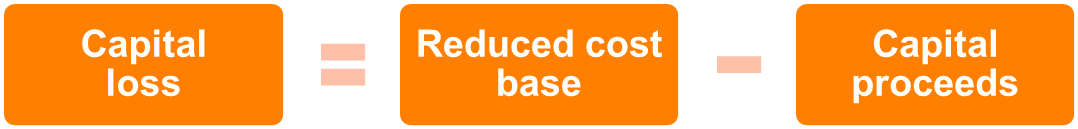 Capital
loss
=
Reduced cost
base
-
Capital
proceeds